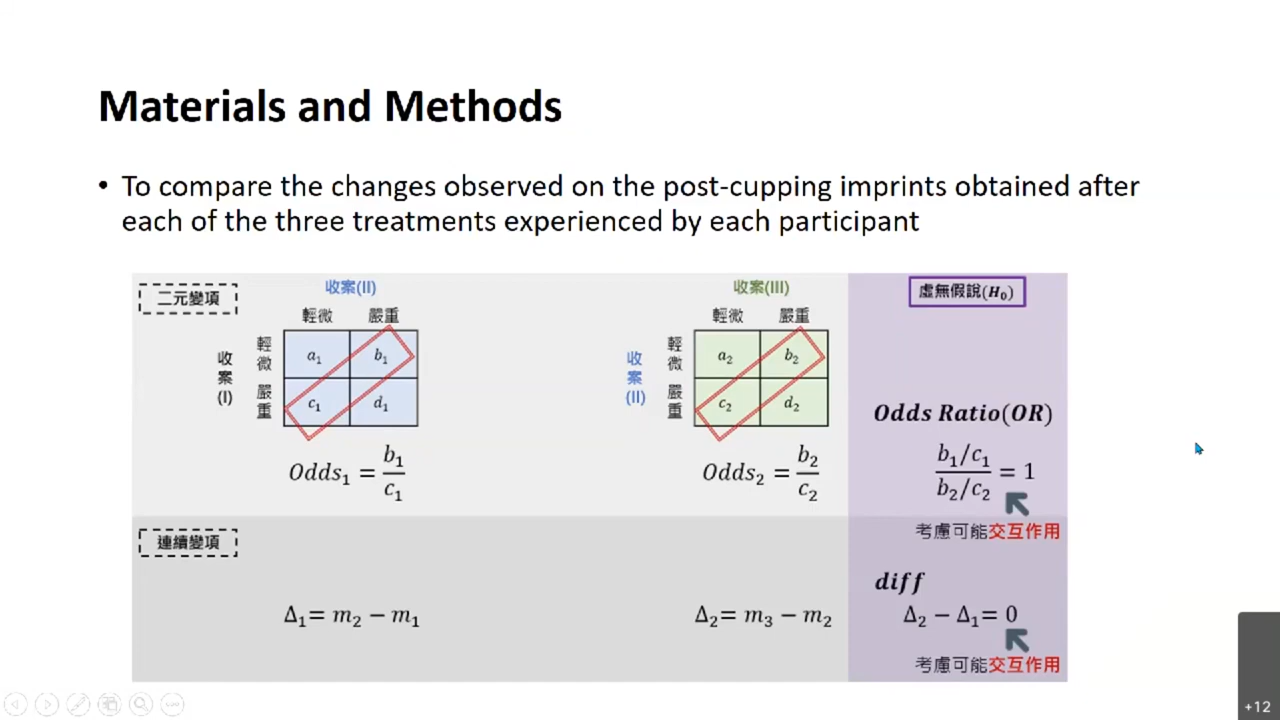 Materials and Methods
• To compare the changes observed on the post-cupping imprints obtained after
each of the three treatments experienced by each participant
二元變項
收案(II)
輕微 嚴重
收案(I)
輕微 a₁ b₁
嚴重 c₁ d₁
Odds₁ = b₁/c₁
收案(III)
輕微 嚴重
收案(II)
輕微 a₂ b₂
嚴重 c₂ d₂
Odds₂ = b₂/c₂
虛無假說(H₀)
Odds Ratio(OR)
b₁/c₁
b₂/c₂ = 1
考慮可能交互作用
連續變項
Δ₁= m₂ − m₁
Δ₂= m₃ − m₂
diff
Δ₂ − Δ₁= 0
考慮可能交互作用
+12